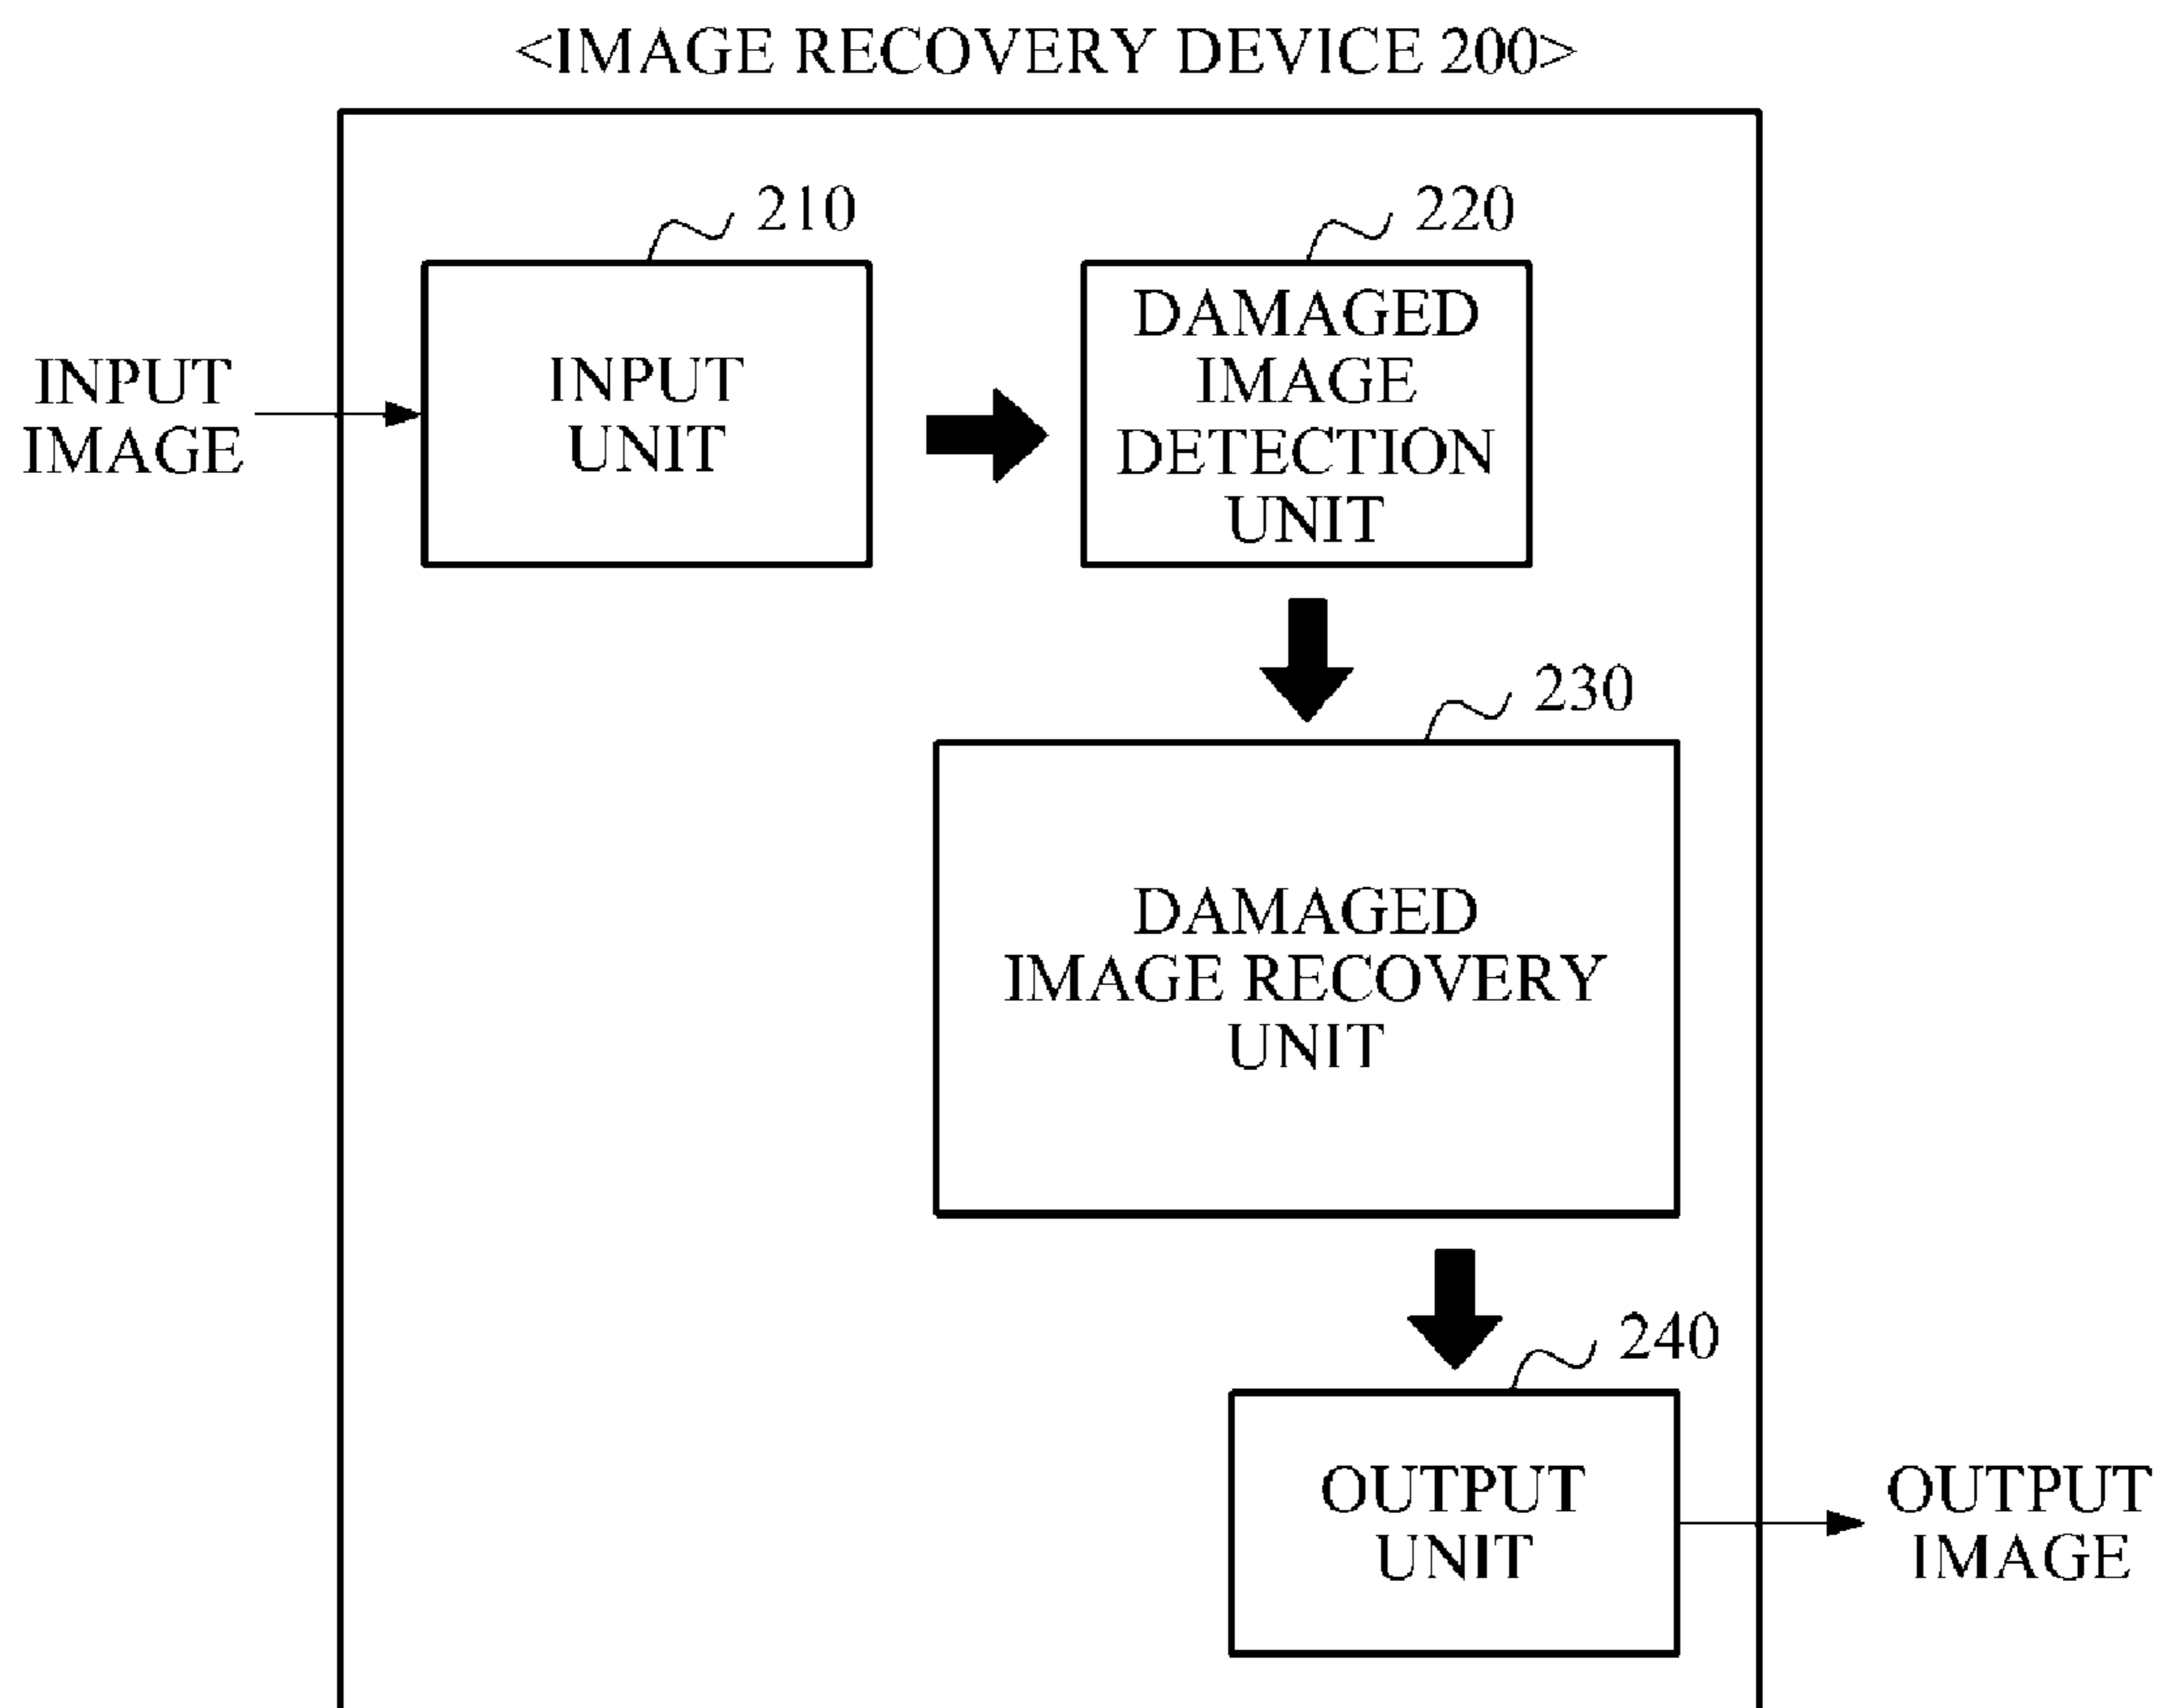 <IMAGE RECOVERY DEVICE 200>
210
220
INPUT
IMAGE
INPUT
UNIT
DAMAGED
IMAGE
DETECTION
UNIT
230
DAMAGED
IMAGE RECOVERY
UNIT
240
OUTPUT
UNIT
OUTPUT
IMAGE